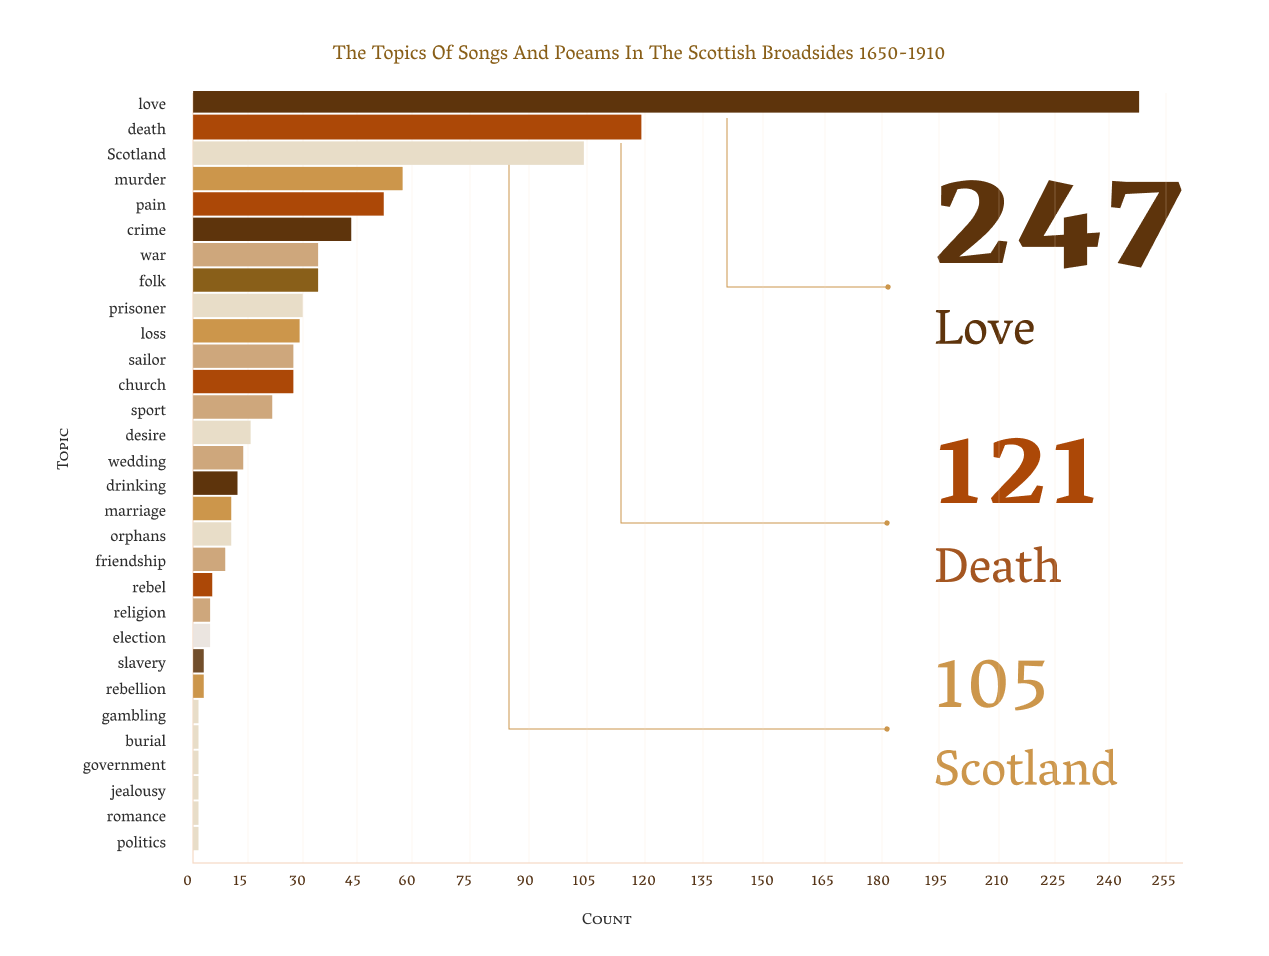 The Topics Of Songs And Poeams In The Scottish Broadsides 1650-1910
love
death
Scotland
murder
pain
crime
war
folk
prisoner
loss
sailor
church
sport
desire
wedding
drinking
marriage
orphans
friendship
rebel
religion
election
slavery
rebellion
gambling
burial
government
jealousy
romance
politics
Topic
247
Love
121
Death
105
Scotland
0 15 30 45 60 75 90 105 120 135 150 165 180 195 210 225 240 255
Count